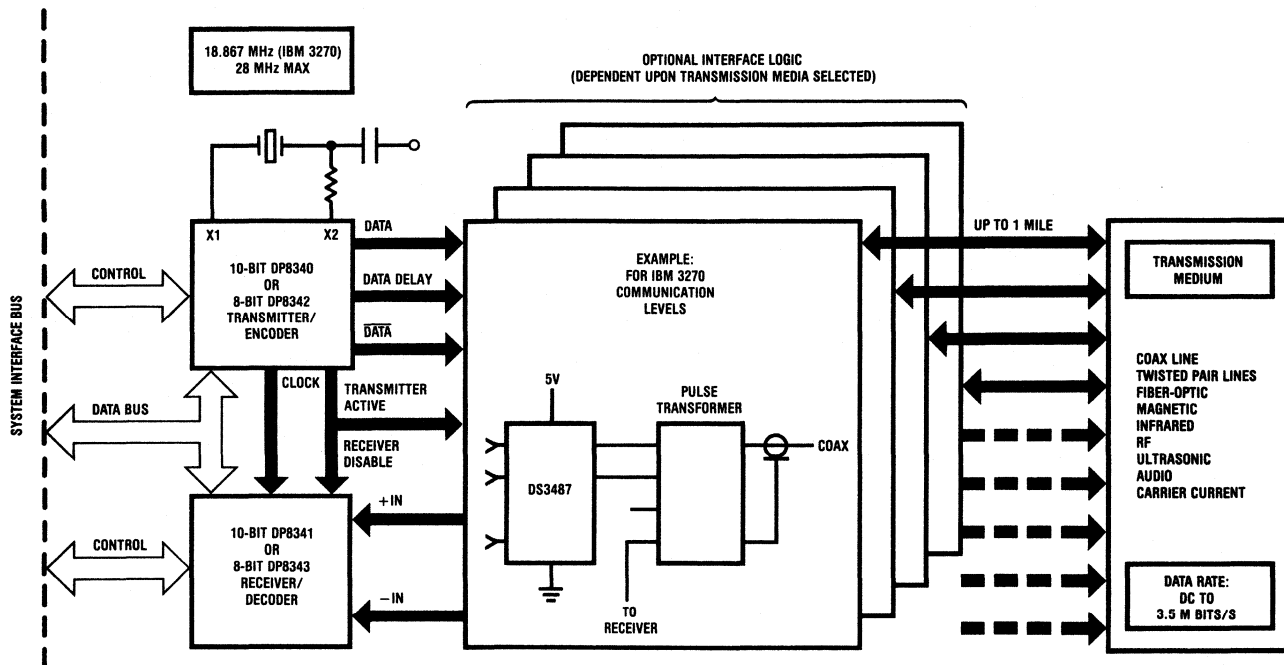 18.867 MHz (IBM 3270)
28 MHz MAX
OPTIONAL INTERFACE LOGIC
(DEPENDENT UPON TRANSMISSION MEDIA SELECTED)
SYSTEM INTERFACE BUS
X1
X2
10-BIT DP8340
OR
8-BIT DP8342
TRANSMITTER/
ENCODER
CONTROL
DATA
DATA DELAY
D̅A̅T̅A̅
CLOCK
TRANSMITTER
ACTIVE
RECEIVER
DISABLE
DATA BUS
10-BIT DP8341
OR
8-BIT DP8343
RECEIVER/
DECODER
CONTROL
+IN
−IN
EXAMPLE:
FOR IBM 3270
COMMUNICATION
LEVELS
5V
PULSE
TRANSFORMER
DS3487
COAX
TO
RECEIVER
UP TO 1 MILE
TRANSMISSION
MEDIUM
COAX LINE
TWISTED PAIR LINES
FIBER-OPTIC
MAGNETIC
INFRARED
RF
ULTRASONIC
AUDIO
CARRIER CURRENT
DATA RATE:
DC TO
3.5 M BITS/S